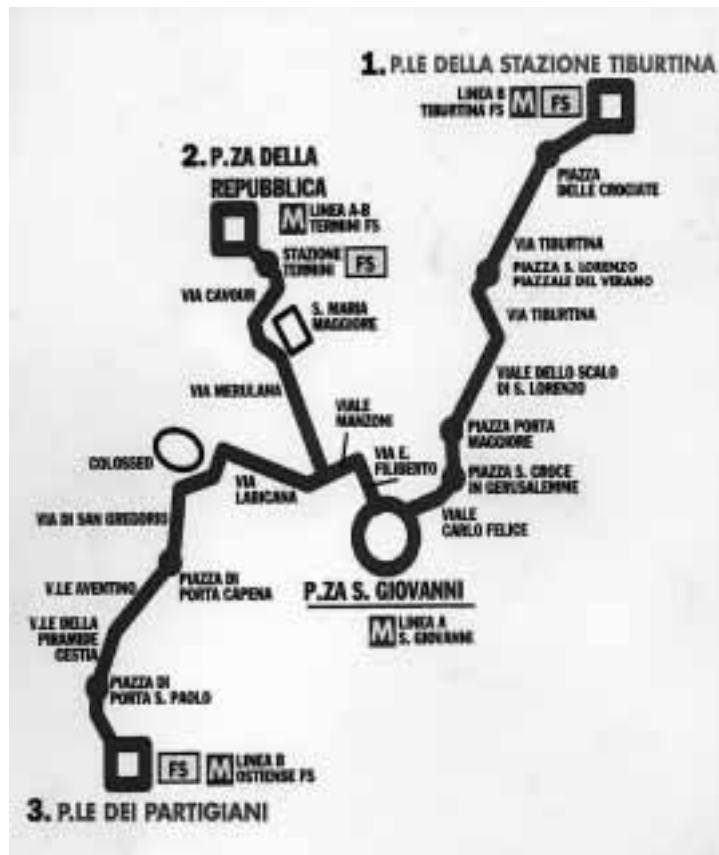 1. P.LE DELLA STAZIONE TIBURTINA
LINEA B
TIBURTINA FS
M
FS
PIAZZA
DELLE CROCIATE
2. P.ZA DELLA
REPUBBLICA
M
LINEA A-B
TERMINI FS
STAZIONE
TERMINI
FS
VIA TIBURTINA
PIAZZA S. LORENZO
PIAZZALE DEL VERANO
VIA CAVOUR
S. MARIA
MAGGIORE
VIA TIBURTINA
VIALE DELLO SCALO
DI S. LORENZO
VIA MERULANA
VIALE
MANZONI
PIAZZA PORTA
MAGGIORE
VIA E.
FILIBERTO
COLOSSEO
VIA
LABICANA
PIAZZA S. CROCE
IN GERUSALEMME
VIALE
CARLO FELICE
VIA DI SAN GREGORIO
V.LE AVENTINO
PIAZZA DI
PORTA CAPENA
P.ZA S. GIOVANNI
M
LINEA A
S. GIOVANNI
V.LE DELLA
PIRAMIDE
CESTIA
PIAZZA DI
PORTA S. PAOLO
FS
M
LINEA B
OSTIENSE FS
3. P.LE DEI PARTIGIANI